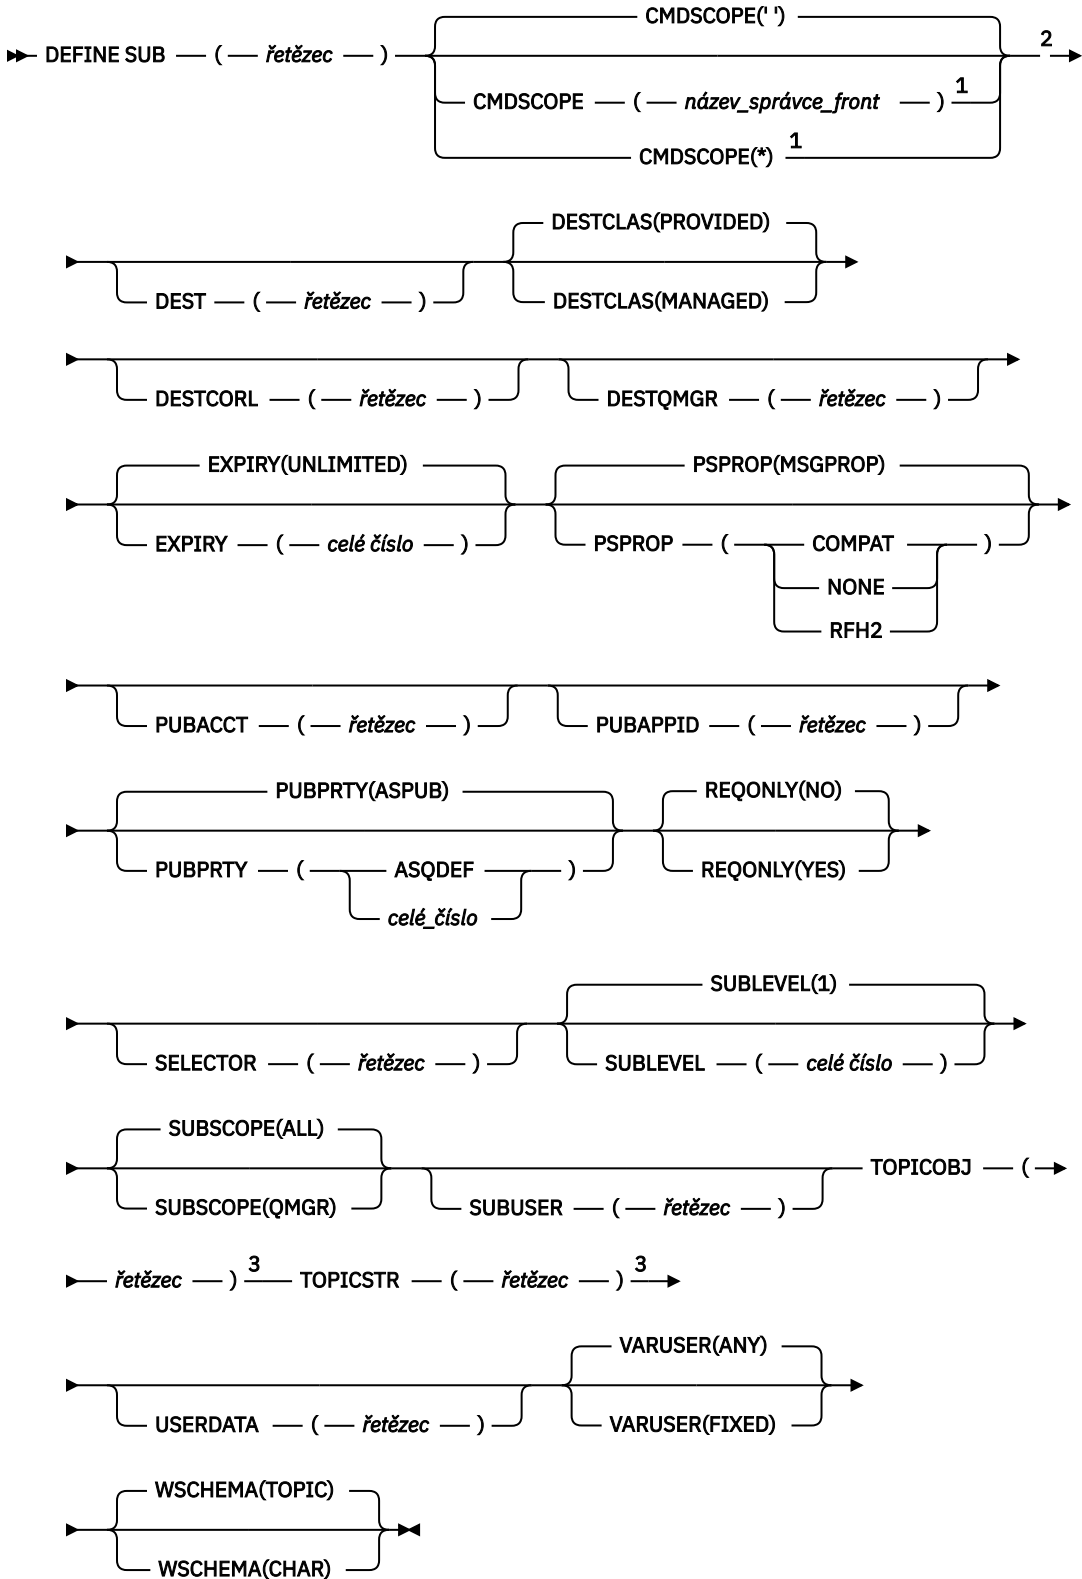 CMDSCOPE(' ')
DEFINE SUB ( řetězec ) 2
CMDSCOPE ( název_správce_front ) 1
CMDSCOPE(*) 1
DESTCLAS(PROVIDED)
DEST ( řetězec ) DESTCLAS(MANAGED)
DESTCORL ( řetězec ) DESTQMGR ( řetězec )
EXPIRY(UNLIMITED) PSPROP(MSGPROP)
EXPIRY ( celé číslo ) PSPROP ( COMPAT )
NONE
RFH2
PUBACCT ( řetězec ) PUBAPPID ( řetězec )
PUBPRTY(ASPUB) REQONLY(NO)
PUBPRTY ( ASQDEF ) REQONLY(YES)
celé_číslo
SUBLEVEL(1)
SELECTOR ( řetězec ) SUBLEVEL ( celé číslo )
SUBSCOPE(ALL)
TOPICOBJ (
SUBSCOPE(QMGR) SUBUSER ( řetězec )
řetězec ) 3 TOPICSTR ( řetězec ) 3
VARUSER(ANY)
USERDATA ( řetězec ) VARUSER(FIXED)
WSCHEMA(TOPIC)
WSCHEMA(CHAR)